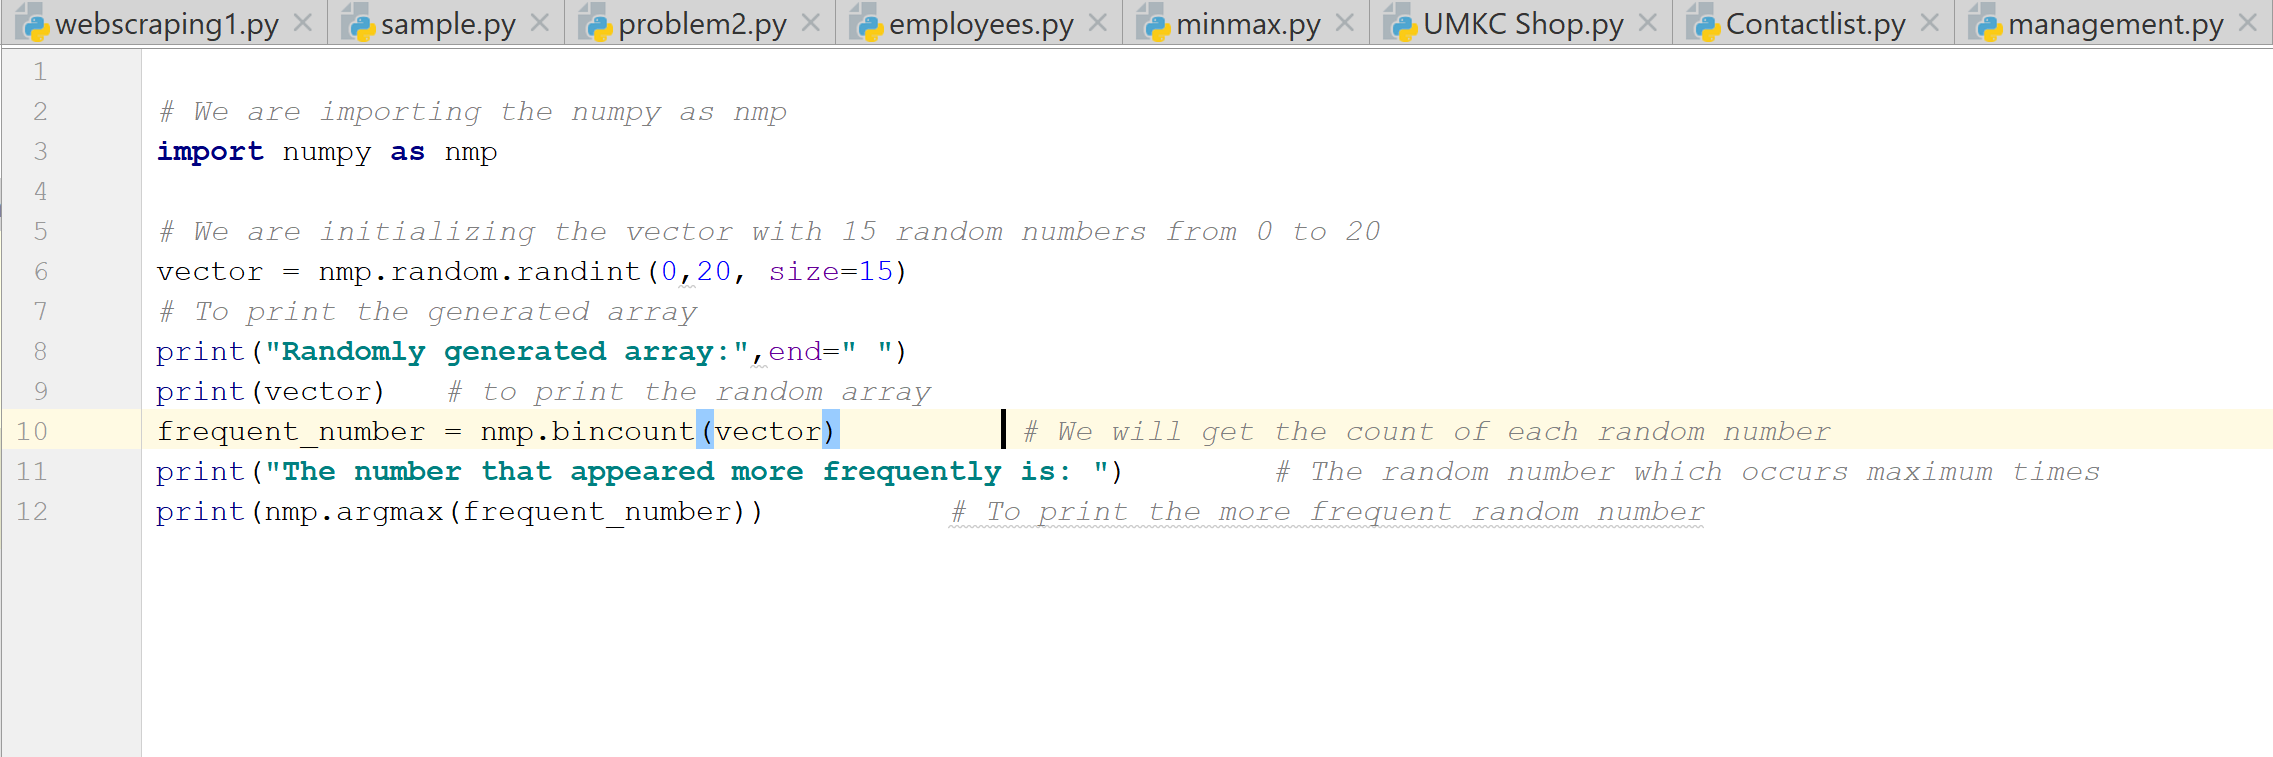 webscraping1.py sample.py problem2.py employees.py minmax.py UMKC Shop.py Contactlist.py management.py
1
2 # We are importing the numpy as nmp
3 import numpy as nmp
4
5 # We are initializing the vector with 15 random numbers from 0 to 20
6 vector = nmp.random.randint(0,20, size=15)
7 # To print the generated array
8 print("Randomly generated array:",end=" ")
9 print(vector) # to print the random array
10 frequent_number = nmp.bincount(vector) # We will get the count of each random number
11 print("The number that appeared more frequently is: ") # The random number which occurs maximum times
12 print(nmp.argmax(frequent_number)) # To print the more frequent random number